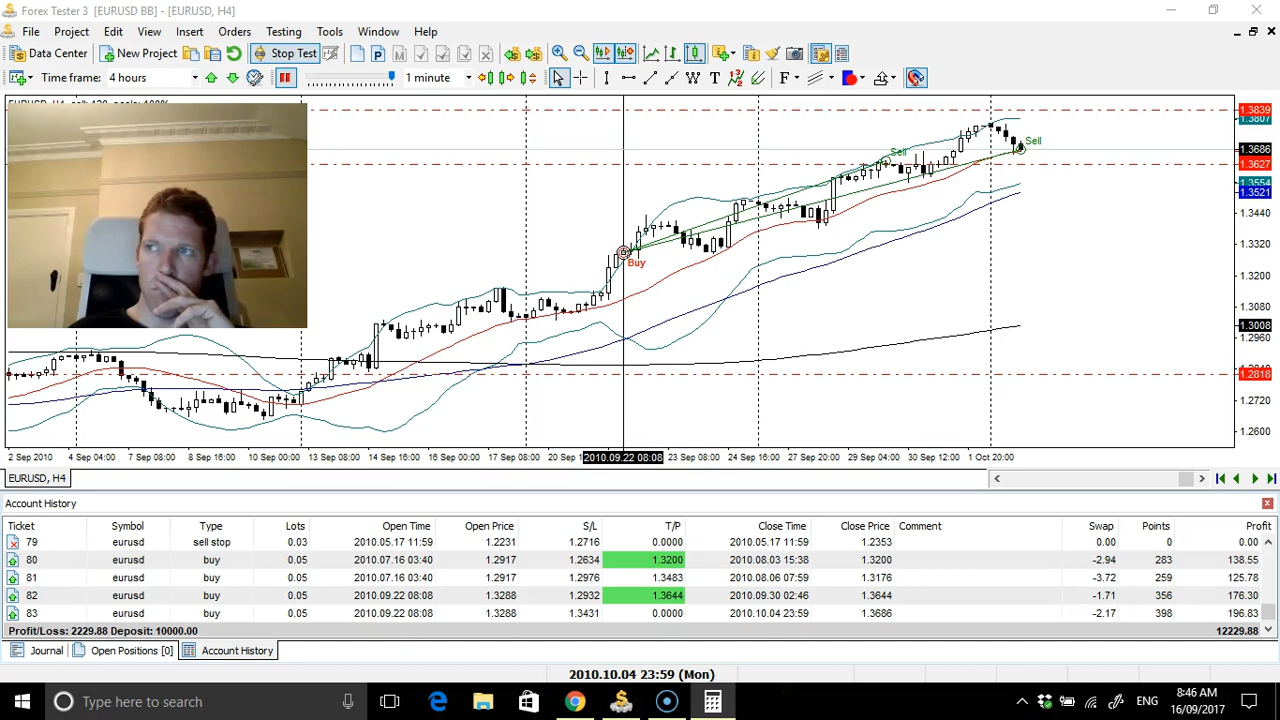 Forex Tester 3 [EURUSD BB] - [EURUSD, H4]
File Project Edit View Insert Orders Testing Tools Window Help
Data Center New Project Stop Test
Time frame: 4 hours 1 minute
1.3839
1.3807
1.3686
1.3627
1.3554
1.3521
1.3440
1.3320
1.3200
1.3080
1.3008
1.2960
1.2818
1.2720
1.2600
Sell
Sell
Buy
2 Sep 2010 4 Sep 04:00 7 Sep 08:00 8 Sep 16:00 10 Sep 00:00 13 Sep 08:00 14 Sep 16:00 16 Sep 00:00 17 Sep 08:00 20 Sep 2010.09.22 08:08 23 Sep 08:00 24 Sep 16:00 27 Sep 20:00 29 Sep 04:00 30 Sep 12:00 1 Oct 20:00
EURUSD, H4
Account History
Ticket Symbol Type Lots Open Time Open Price S/L T/P Close Time Close Price Comment Swap Points Profit
79 eurusd sell stop 0.03 2010.05.17 11:59 1.2231 1.2716 0.0000 2010.05.17 11:59 1.2353 0.00 0 0.00
80 eurusd buy 0.05 2010.07.16 03:40 1.2917 1.2634 1.3200 2010.08.03 15:38 1.3200 -2.94 283 138.55
81 eurusd buy 0.05 2010.07.16 03:40 1.2917 1.2976 1.3483 2010.08.06 07:59 1.3176 -3.72 259 125.78
82 eurusd buy 0.05 2010.09.22 08:08 1.3288 1.2932 1.3644 2010.09.30 02:46 1.3644 -1.71 356 176.30
83 eurusd buy 0.05 2010.09.22 08:08 1.3288 1.3431 0.0000 2010.10.04 23:59 1.3686 -2.17 398 196.83
Profit/Loss: 2229.88 Deposit: 10000.00 12229.88
Journal Open Positions [0] Account History
2010.10.04 23:59 (Mon)
Type here to search
ENG
8:46 AM
16/09/2017